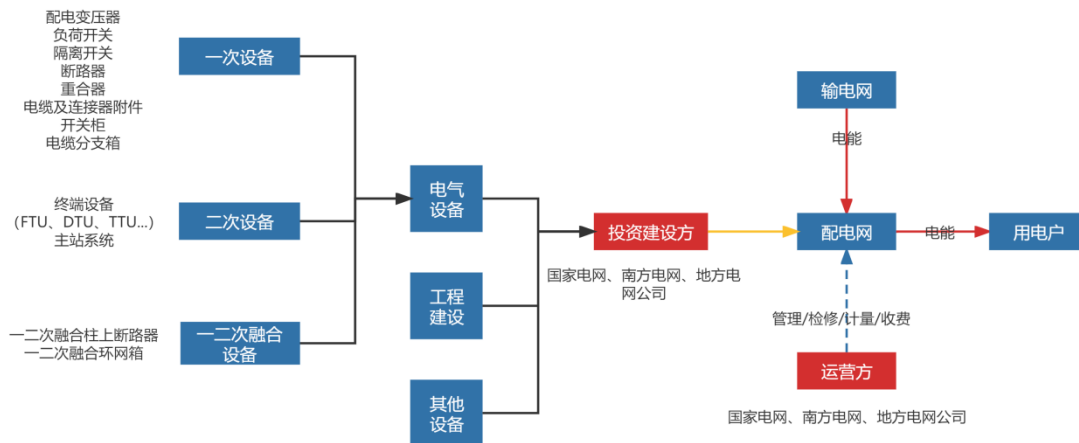 配电变压器
负荷开关
隔离开关
断路器
重合器
电缆及连接器附件
开关柜
电缆分支箱
一次设备
终端设备
（FTU、DTU、TTU...）
主站系统
二次设备
一二次融合柱上断路器
一二次融合环网箱
一二次融合
设备
电气
设备
工程
建设
其他
设备
投资建设方
国家电网、南方电网、地方电
网公司
输电网
电能
配电网
电能
用电户
管理/检修/计量/收费
运营方
国家电网、南方电网、地方电网公司